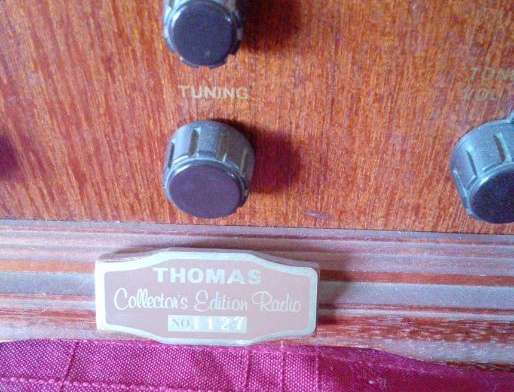 TUNING
THOMAS
Collector's Edition Radio
NO. 1127